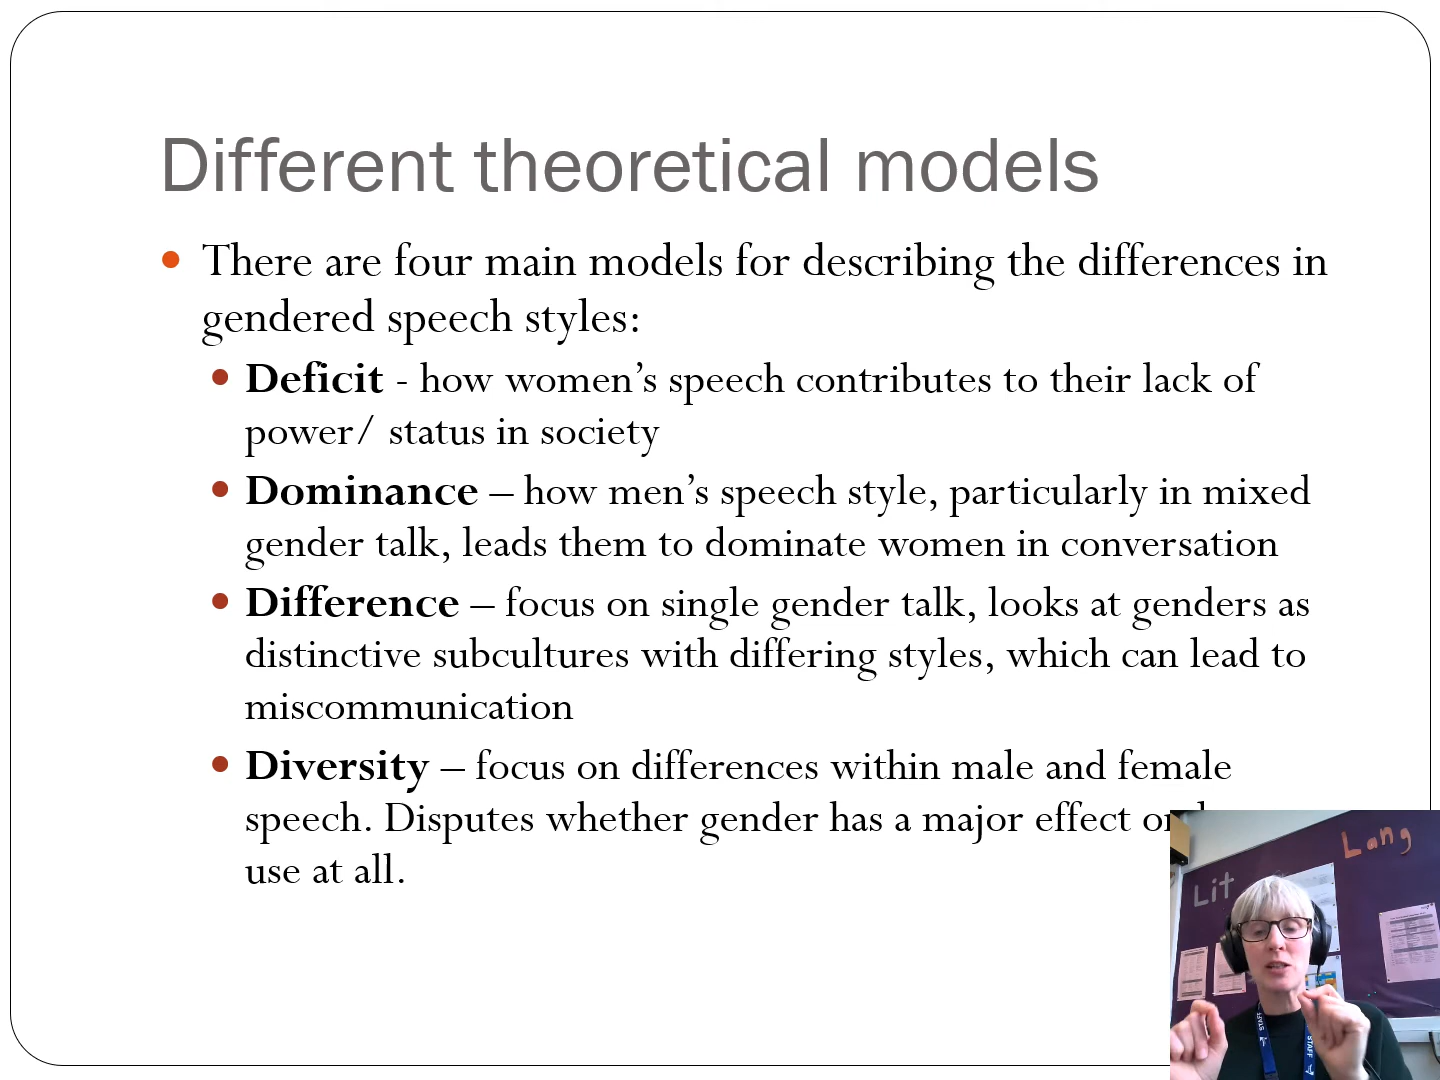 Different theoretical models
There are four main models for describing the differences in
gendered speech styles:
Deficit - how women’s speech contributes to their lack of
power/ status in society
Dominance – how men’s speech style, particularly in mixed
gender talk, leads them to dominate women in conversation
Difference – focus on single gender talk, looks at genders as
distinctive subcultures with differing styles, which can lead to
miscommunication
Diversity – focus on differences within male and female
speech. Disputes whether gender has a major effect on
use at all.
Lang
Lit
STAFF
STAFF